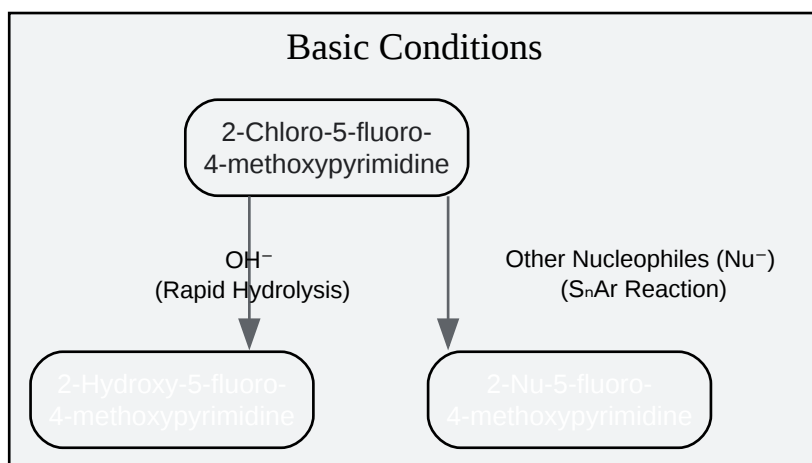 Basic Conditions
2-Chloro-5-fluoro-
4-methoxypyrimidine
OH⁻
(Rapid Hydrolysis)
Other Nucleophiles (Nu⁻)
(SₙAr Reaction)
2-Hydroxy-5-fluoro-
4-methoxypyrimidine
2-Nu-5-fluoro-
4-methoxypyrimidine